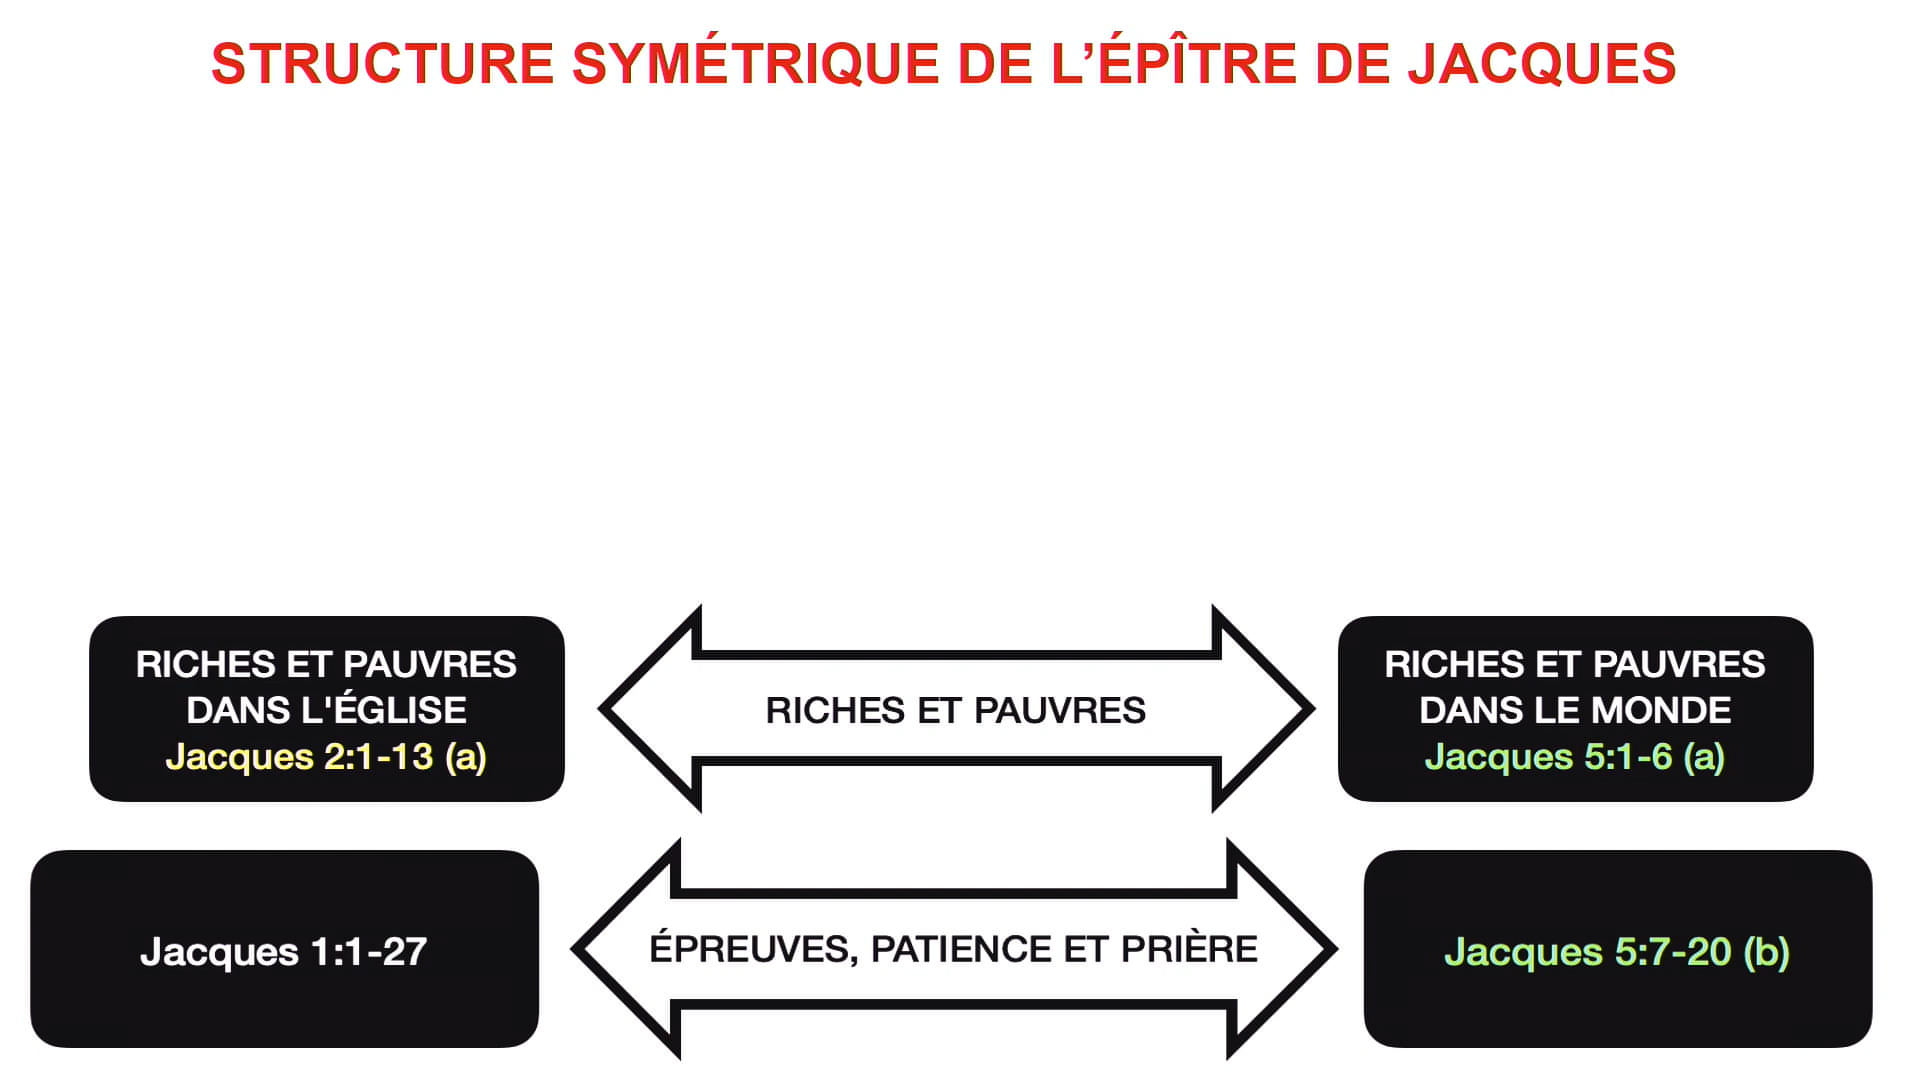 STRUCTURE SYMÉTRIQUE DE L’ÉPÎTRE DE JACQUES
RICHES ET PAUVRES
DANS L'ÉGLISE
Jacques 2:1-13 (a)
RICHES ET PAUVRES
RICHES ET PAUVRES
DANS LE MONDE
Jacques 5:1-6 (a)
Jacques 1:1-27
ÉPREUVES, PATIENCE ET PRIÈRE
Jacques 5:7-20 (b)